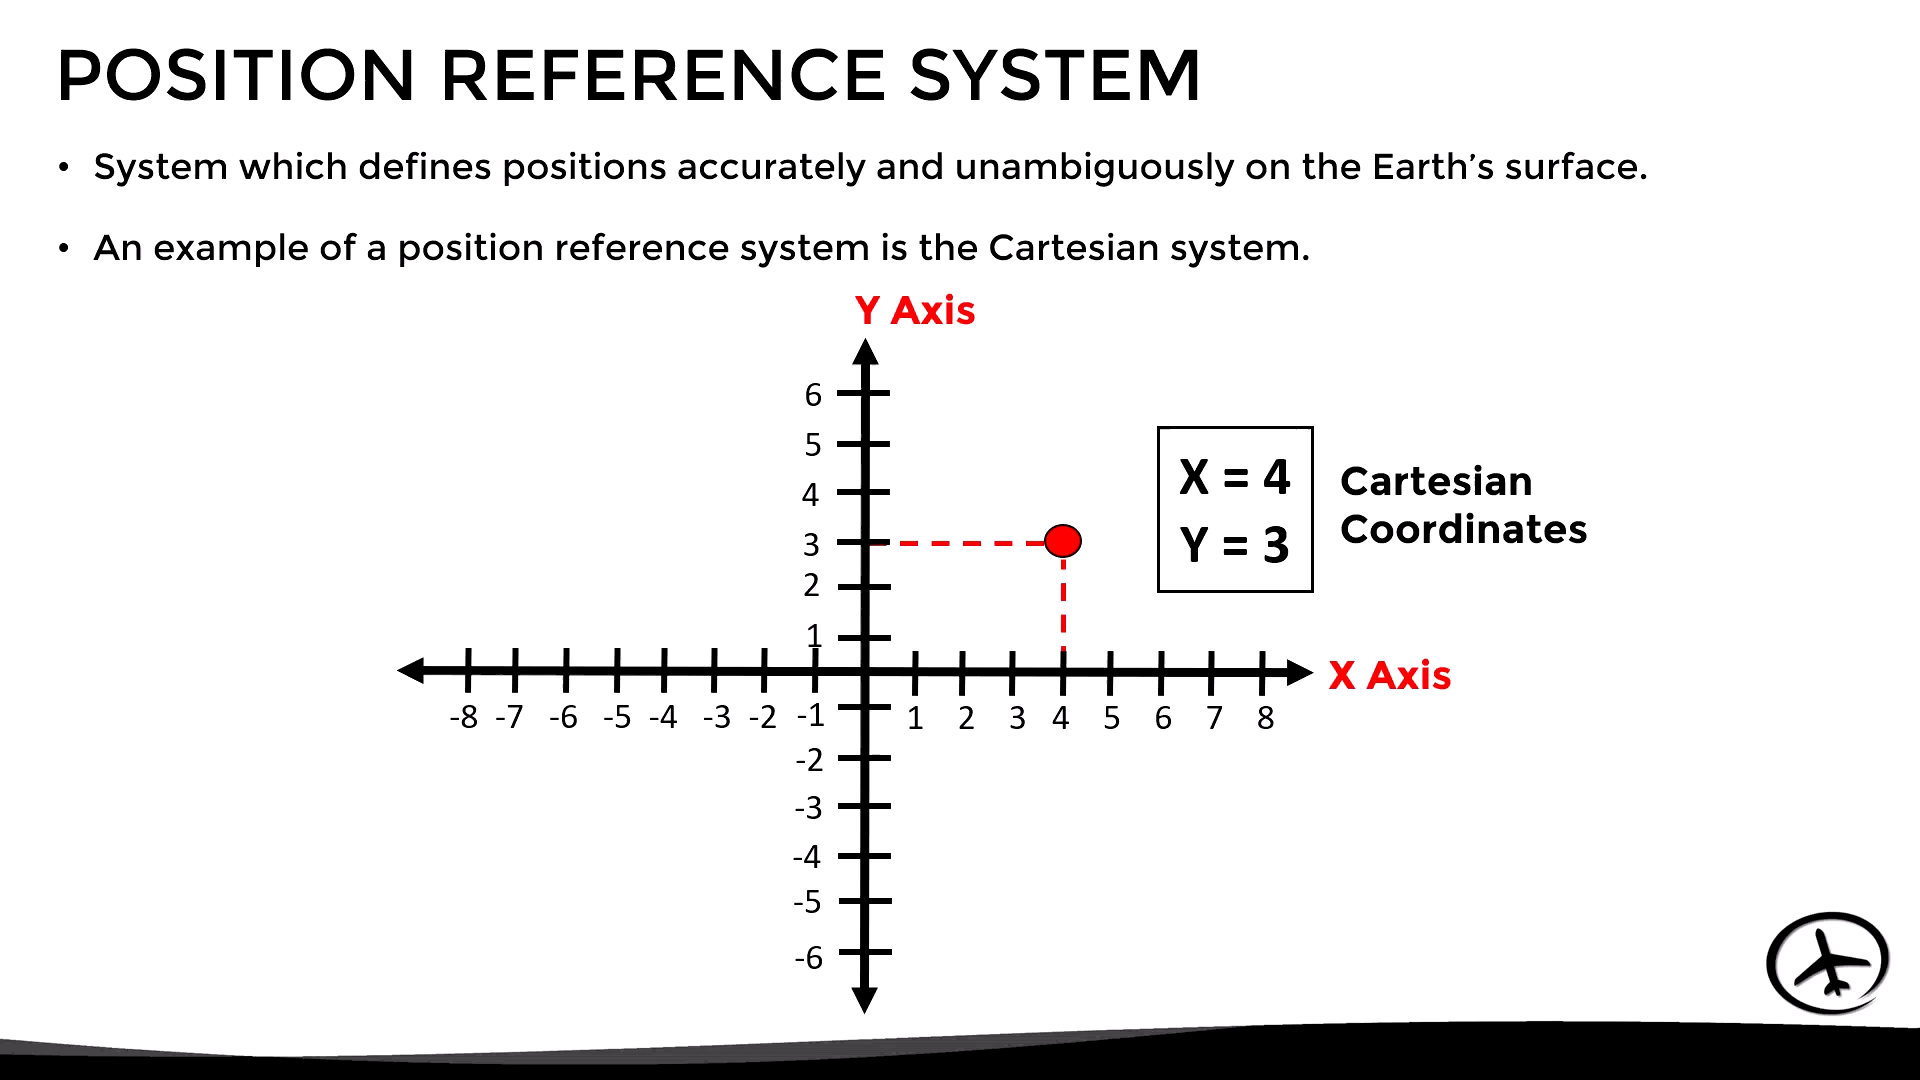 POSITION REFERENCE SYSTEM
• System which defines positions accurately and unambiguously on the Earth’s surface.
• An example of a position reference system is the Cartesian system.
Y Axis
6
5
4
3
2
1
X = 4
Y = 3
Cartesian
Coordinates
X Axis
-8 -7 -6 -5 -4 -3 -2 -1 1 2 3 4 5 6 7 8
-2
-3
-4
-5
-6